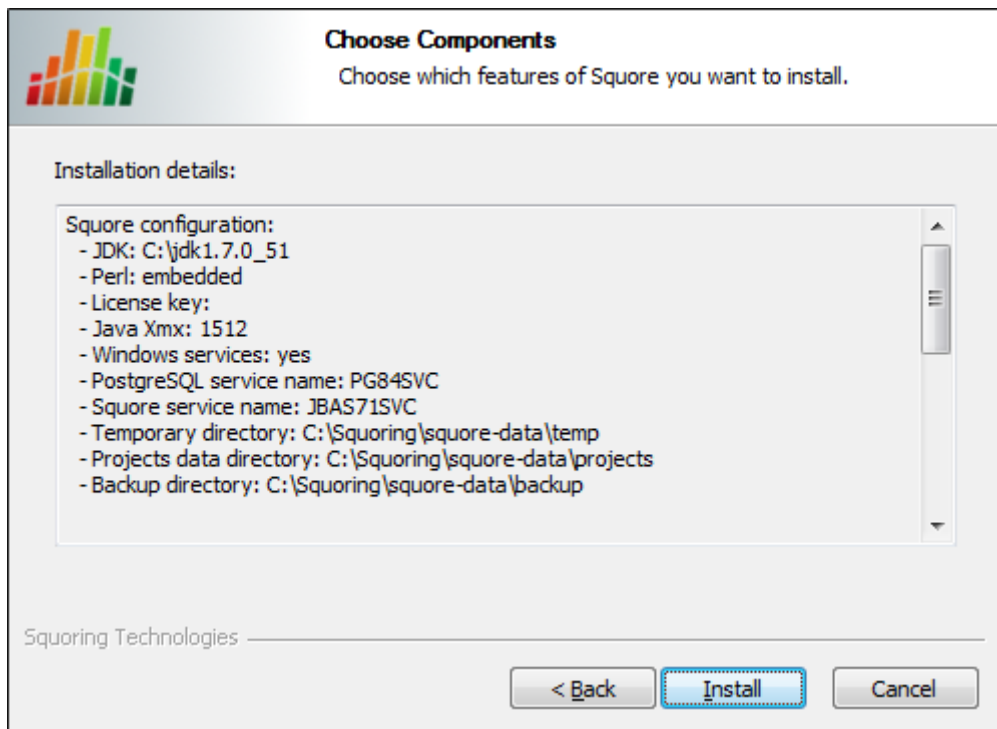 Choose Components
Choose which features of Squore you want to install.
Installation details:
Squore configuration:
- JDK: C:\jdk1.7.0_51
- Perl: embedded
- License key:
- Java Xmx: 1512
- Windows services: yes
- PostgreSQL service name: PG84SVC
- Squore service name: JBAS71SVC
- Temporary directory: C:\Squoring\squore-data\temp
- Projects data directory: C:\Squoring\squore-data\projects
- Backup directory: C:\Squoring\squore-data\backup
Squoring Technologies
< Back Install Cancel